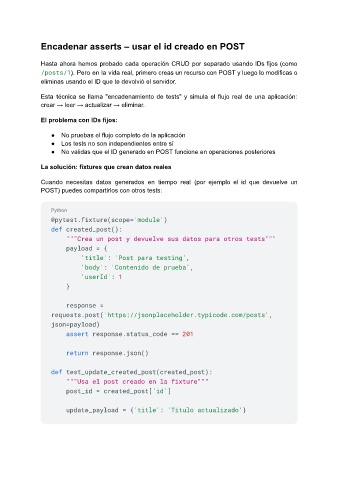 Encadenar asserts – usar el id creado en POST
Hasta ahora hemos probado cada operación CRUD por separado usando IDs fijos (como
/posts/1). Pero en la vida real, primero creas un recurso con POST y luego lo modificas o
eliminas usando el ID que te devolvió el servidor.
Esta técnica se llama "encadenamiento de tests" y simula el flujo real de una aplicación:
crear → leer → actualizar → eliminar.
El problema con IDs fijos:
● No pruebas el flujo completo de la aplicación
● Los tests no son independientes entre sí
● No validas que el ID generado en POST funcione en operaciones posteriores
La solución: fixtures que crean datos reales
Cuando necesitas datos generados en tiempo real (por ejemplo el id que devuelve un
POST) puedes compartirlos con otros tests:
Python
@pytest.fixture(scope='module')
def created_post():
    """Crea un post y devuelve sus datos para otros tests"""
    payload = {
        'title': 'Post para testing',
        'body': 'Contenido de prueba',
        'userId': 1
    }
    response =
requests.post('https://jsonplaceholder.typicode.com/posts',
json=payload)
    assert response.status_code == 201
    return response.json()
def test_update_created_post(created_post):
    """Usa el post creado en la fixture"""
    post_id = created_post['id']
    update_payload = {'title': 'Título actualizado'}